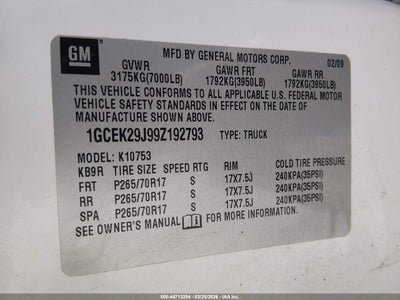 GM
MFD BY GENERAL MOTORS CORP. 02/09
GVWR GAWR FRT GAWR RR
3175KG(7000LB) 1792KG(3950LB) 1792KG(3950LB)
THIS VEHICLE CONFORMS TO ALL APPLICABLE U.S. FEDERAL MOTOR
VEHICLE SAFETY STANDARDS IN EFFECT ON THE DATE OF
MANUFACTURE SHOWN ABOVE.
1GCEK29J99Z192793 TYPE: TRUCK
MODEL: K10753
KB9R TIRE SIZE SPEED RTG RIM COLD TIRE PRESSURE
FRT P265/70R17 S 17X7.5J 240KPA(35PSI)
RR P265/70R17 S 17X7.5J 240KPA(35PSI)
SPA P265/70R17 S 17X7.5J 240KPA(35PSI)
SEE OWNER'S MANUAL FOR MORE INFORMATION.
600-44713264 03/25/2026 IAA